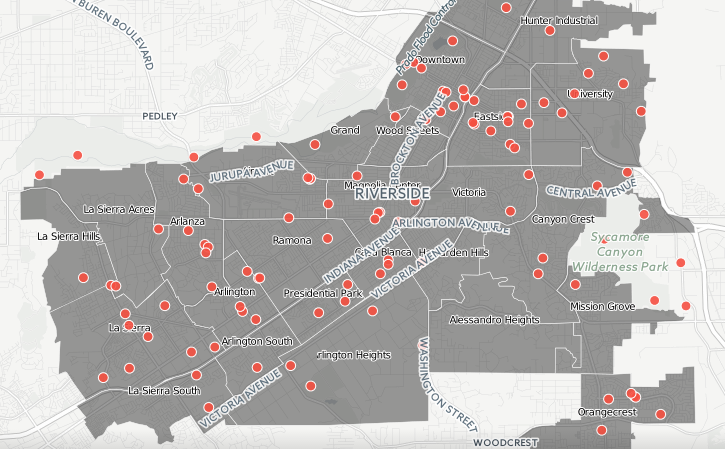 BUREN BOULEVARD
Prado Flood Control
Hunter Industrial
Downtown
University
PEDLEY
Grand
Wood Streets
Eastside
BROCKTON AVENUE
JURUPA AVENUE
Magnolia Center
RIVERSIDE
Victoria
CENTRAL AVENUE
La Sierra Acres
Arlanza
ARLINGTON AVENUE
Canyon Crest
La Sierra Hills
Ramona
INDIANA AVENUE
Casa Blanca
Hawarden Hills
Sycamore
Canyon
Wilderness Park
VICTORIA AVENUE
Arlington
Presidential Park
Mission Grove
Alessandro Heights
La Sierra
Arlington South
Arlington Heights
WASHINGTON STREET
La Sierra South
VICTORIA AVENUE
Orangecrest
WOODCREST